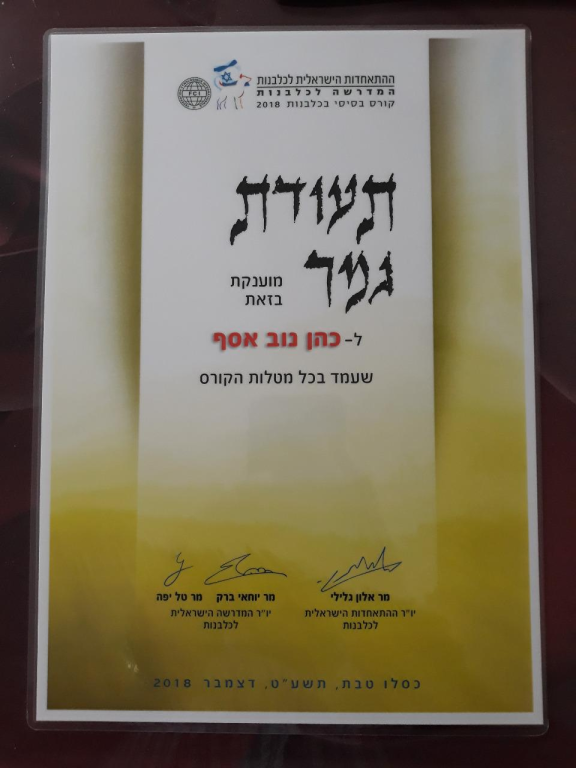 ההתאחדות הישראלית לכלבנות
המדרשה לכלבנות
קורס בסיסי בכלבנות 2018
FCI
תעודת
גמר
מוענקת
בזאת
ל- כהן נוב אסף
שעמד בכל מטלות הקורס
מר אלון גלילי
יו"ר ההתאחדות הישראלית
לכלבנות
מר יוחאי ברק מר טל יפה
יו"ר המדרשה הישראלית
לכלבנות
כסלו טבת, תשע"ט, דצמבר 2018